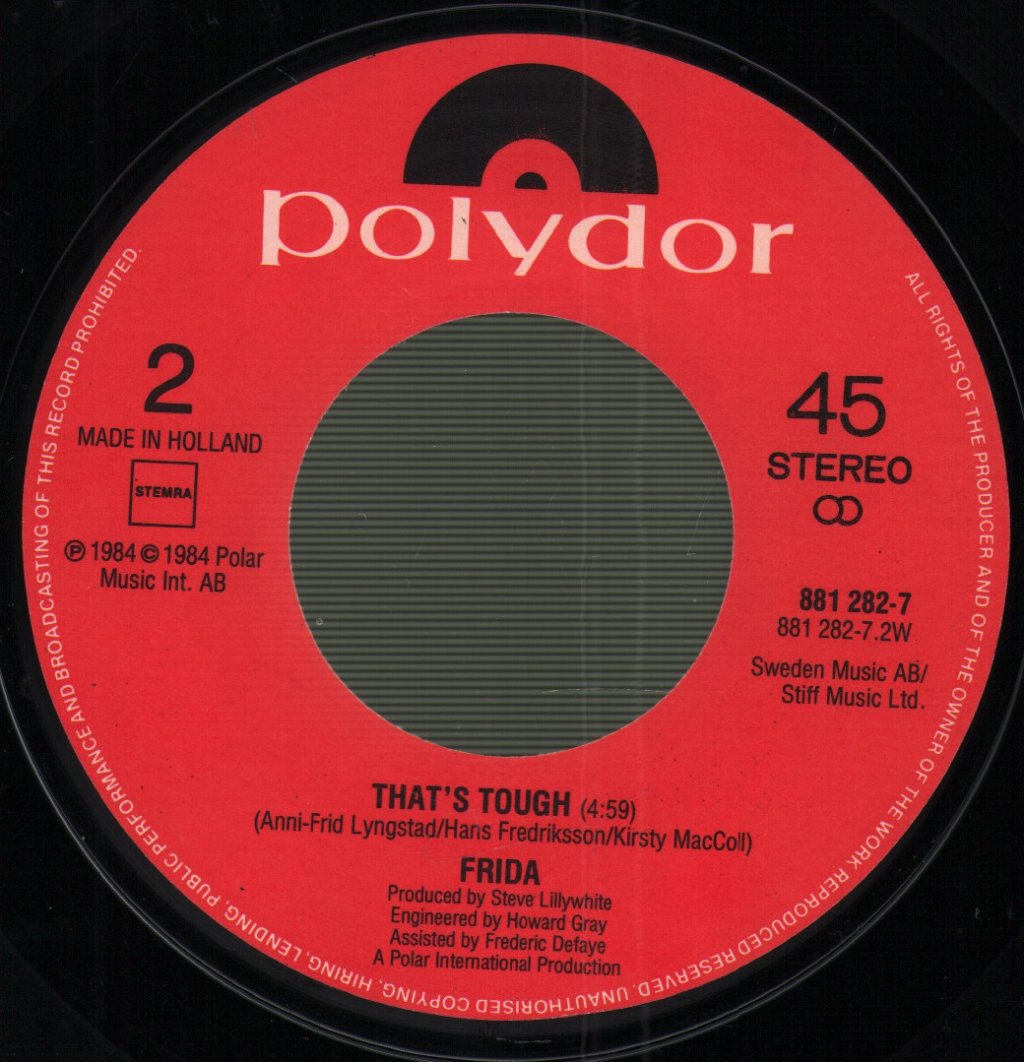 polydor
2
MADE IN HOLLAND
STEMRA
℗ 1984 © 1984 Polar
Music Int. AB
45
STEREO
881 282-7
881 282-7.2W
Sweden Music AB/
Stiff Music Ltd.
THAT'S TOUGH (4:59)
(Anni-Frid Lyngstad/Hans Fredriksson/Kirsty MacColl)
FRIDA
Produced by Steve Lillywhite
Engineered by Howard Gray
Assisted by Frederic Defaye
A Polar International Production
ALL RIGHTS OF THE PRODUCER AND OF THE OWNER OF THE WORK REPRODUCED RESERVED. UNAUTHORISED COPYING, HIRING, LENDING, PUBLIC PERFORMANCE AND BROADCASTING OF THIS RECORD PROHIBITED.